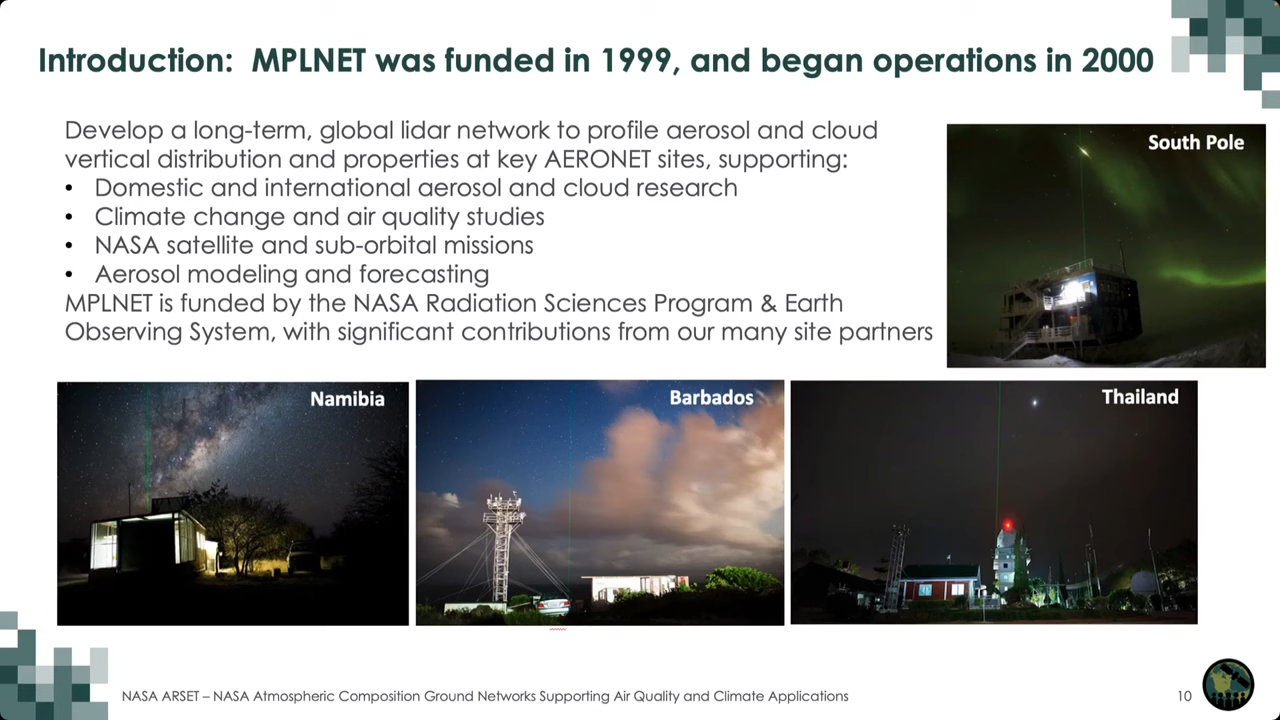 Introduction:  MPLNET was funded in 1999, and began operations in 2000
Develop a long-term, global lidar network to profile aerosol and cloud
vertical distribution and properties at key AERONET sites, supporting:
• Domestic and international aerosol and cloud research
• Climate change and air quality studies
• NASA satellite and sub-orbital missions
• Aerosol modeling and forecasting
MPLNET is funded by the NASA Radiation Sciences Program & Earth
Observing System, with significant contributions from our many site partners
South Pole
Namibia
Barbados
Thailand
NASA ARSET – NASA Atmospheric Composition Ground Networks Supporting Air Quality and Climate Applications
10